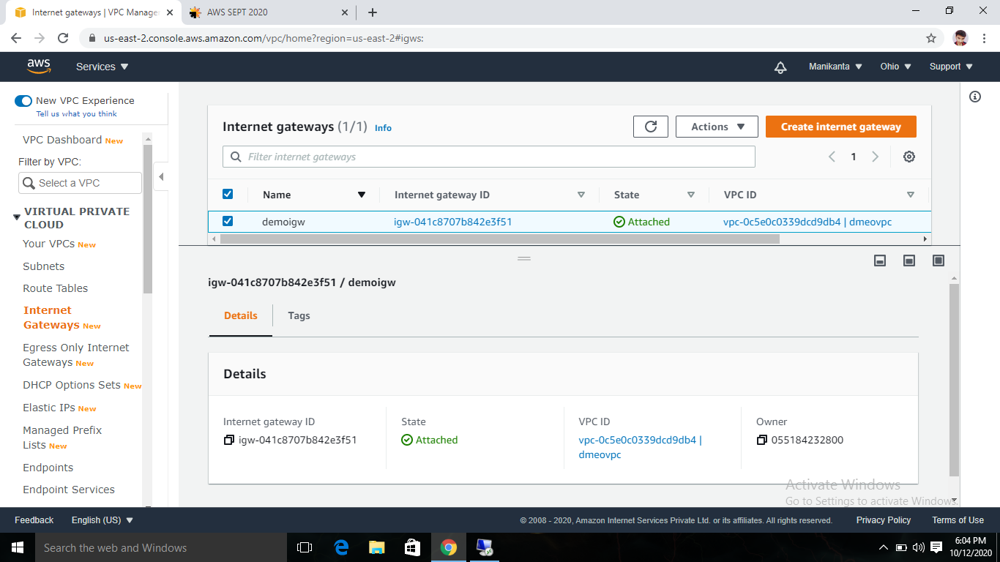 Internet gateways | VPC Manage
AWS SEPT 2020
us-east-2.console.aws.amazon.com/vpc/home?region=us-east-2#igws:
aws
Services
Manikanta
Ohio
Support
New VPC Experience
Tell us what you think
VPC Dashboard New
Filter by VPC:
Select a VPC
VIRTUAL PRIVATE
CLOUD
Your VPCs New
Subnets
Route Tables
Internet
Gateways New
Egress Only Internet
Gateways New
DHCP Options Sets New
Elastic IPs New
Managed Prefix
Lists New
Endpoints
Endpoint Services
Internet gateways (1/1) Info
Actions
Create internet gateway
Filter internet gateways
1
Name Internet gateway ID State VPC ID
demoigw igw-041c8707b842e3f51 Attached vpc-0c5e0c0339dcd9db4 | dmeovpc
igw-041c8707b842e3f51 / demoigw
Details Tags
Details
Internet gateway ID State VPC ID Owner
igw-041c8707b842e3f51 Attached vpc-0c5e0c0339dcd9db4 | 055184232800
dmeovpc
Activate Windows
Go to Settings to activate Windows.
Feedback English (US) © 2008 - 2020, Amazon Internet Services Private Ltd. or its affiliates. All rights reserved. Privacy Policy Terms of Use
Search the web and Windows
6:04 PM
10/12/2020